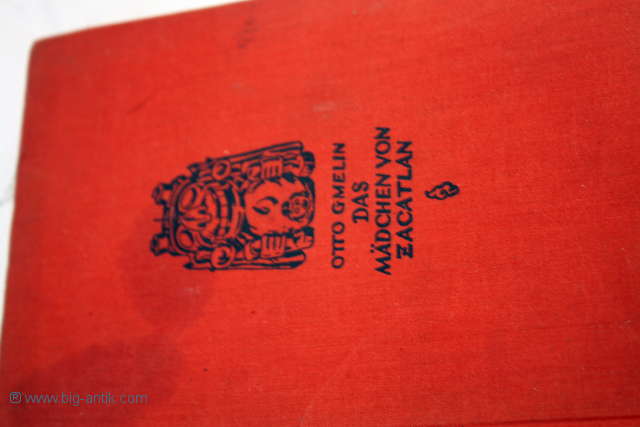 OTTO GMELIN
DAS
MÄDCHEN VON
ZACATLAN
® www.big-antik.com